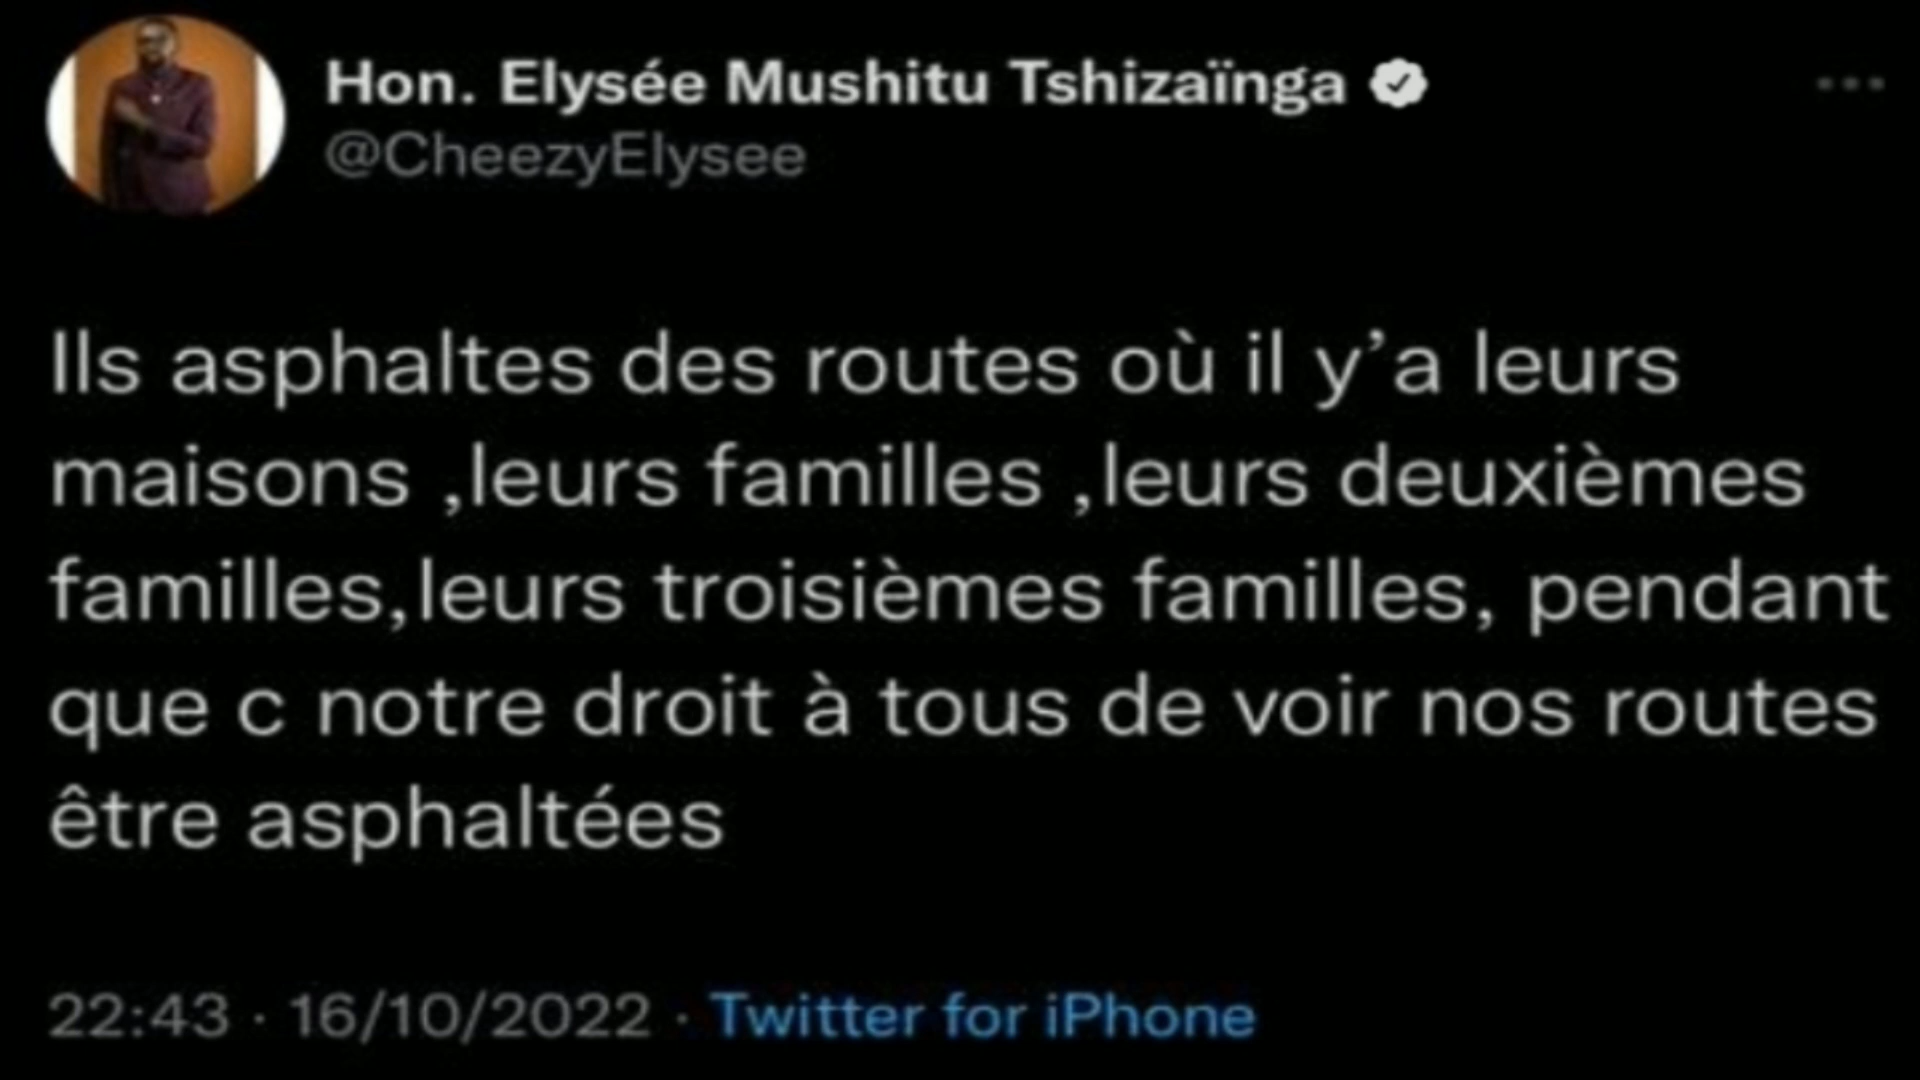 Hon. Elysée Mushitu Tshizaïnga
@CheezyElysee
Ils asphaltes des routes où il y’a leurs
maisons ,leurs familles ,leurs deuxièmes
familles,leurs troisièmes familles, pendant
que c notre droit à tous de voir nos routes
être asphaltées
22:43 · 16/10/2022 · Twitter for iPhone